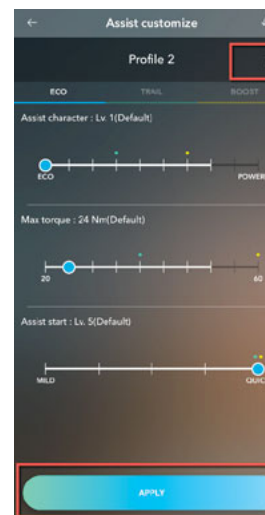 Assist customize
Profile 2
ECO TRAIL BOOST
Assist character : Lv. 1(Default)
ECO POWER
Max torque : 24 Nm(Default)
20 60
Assist start : Lv. 5(Default)
MILD QUIC
APPLY